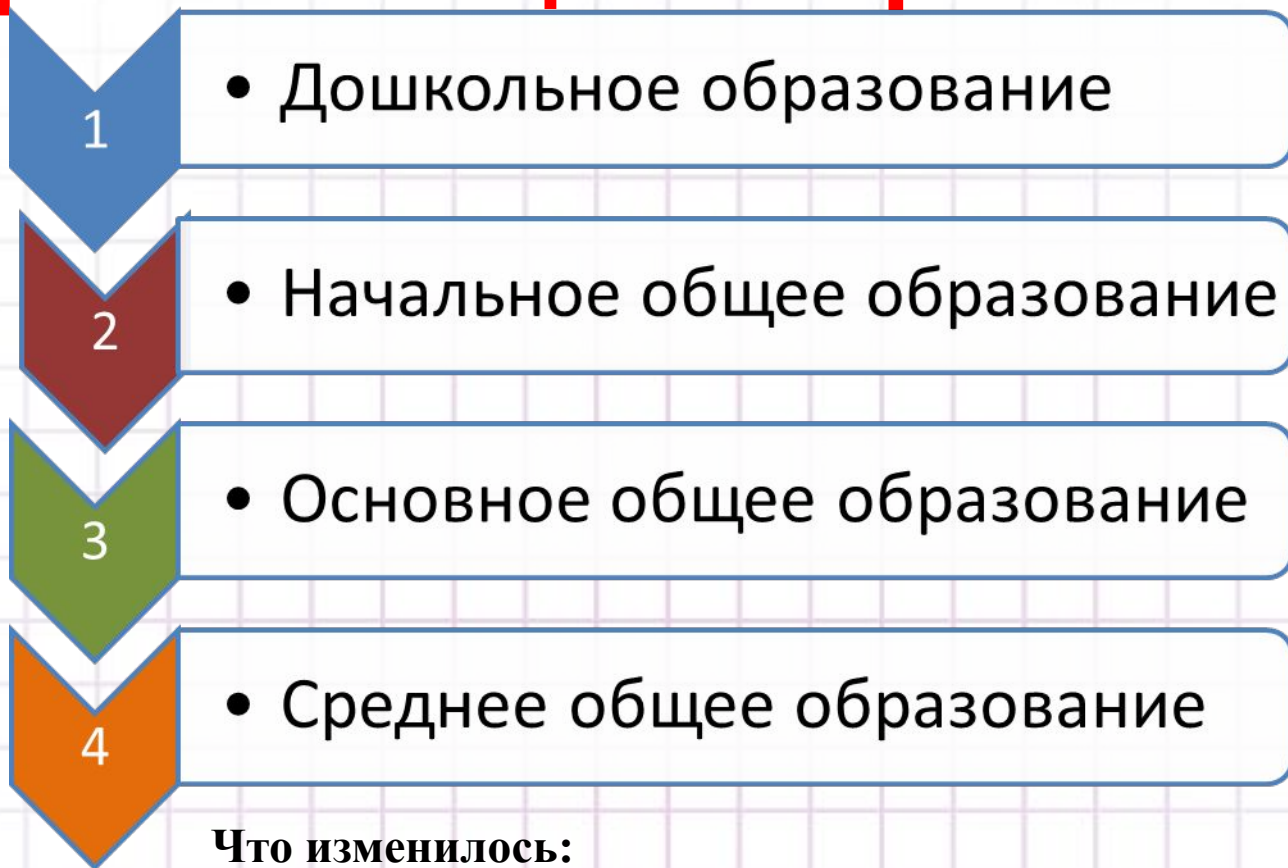 1
• Дошкольное образование
2
• Начальное общее образование
3
• Основное общее образование
4
• Среднее общее образование
Что изменилось: